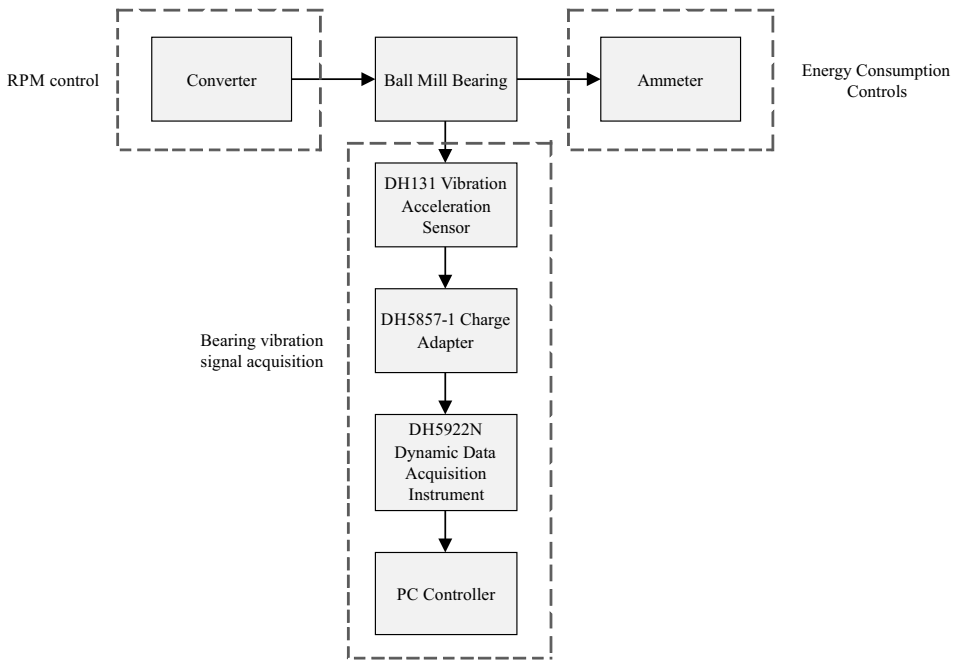 RPM control
Converter
Ball Mill Bearing
Ammeter
Energy Consumption
Controls
DH131 Vibration
Acceleration
Sensor
DH5857-1 Charge
Adapter
Bearing vibration
signal acquisition
DH5922N
Dynamic Data
Acquisition
Instrument
PC Controller